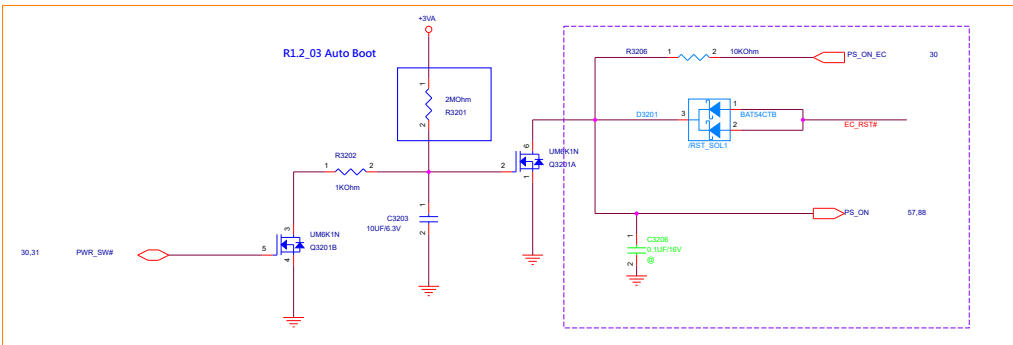 +3VA
R1.2_03 Auto Boot
R3206
1
2
10KOhm
PS_ON_EC
30
1
2MOhm
R3201
2
D3201
3
1
BAT54CTB
2
EC_RST#
/RST_SOL1
R3202
1
2
1KOhm
2
6
UM6K1N
Q3201A
1
1
C3203
10UF/6.3V
2
PS_ON
57,88
3
UM6K1N
Q3201B
5
4
30,31
PWR_SW#
1
C3206
0.1UF/16V
2
@